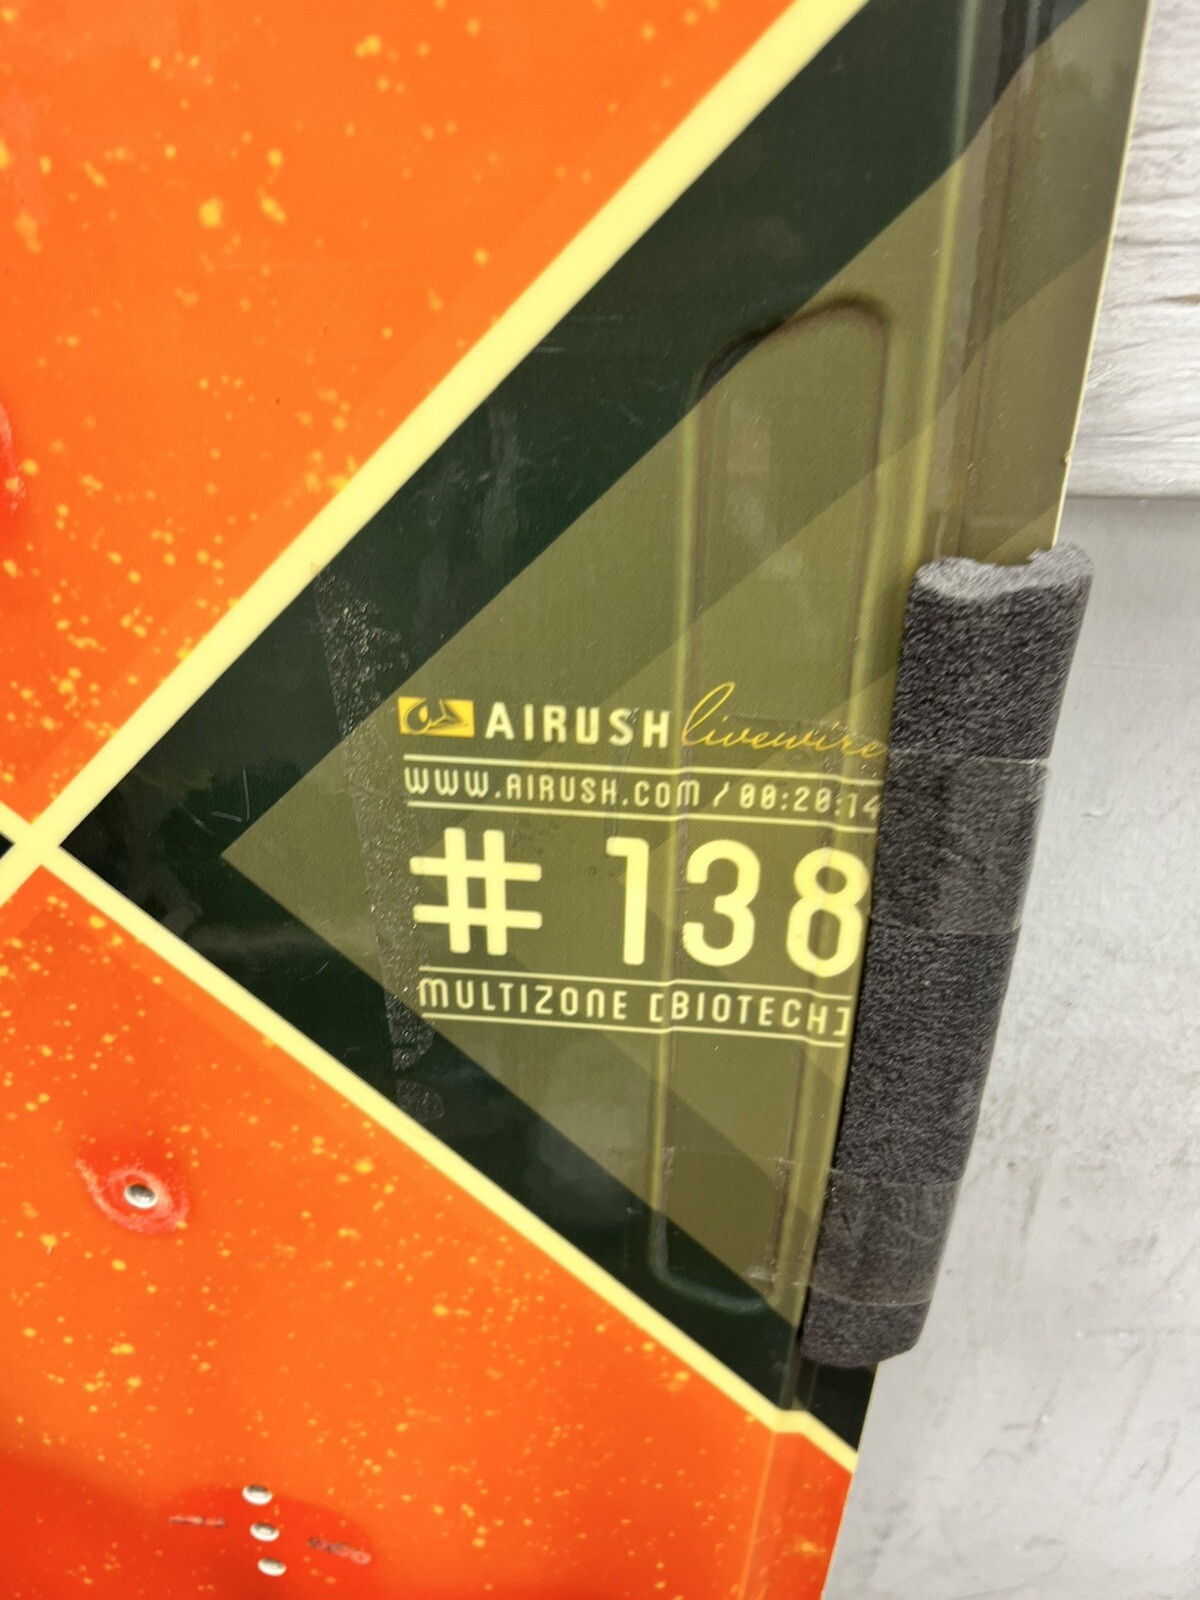 AIRUSH livewire
WWW.AIRUSH.COM / 00:20:14
# 138
MULTIZONE [BIOTECH]